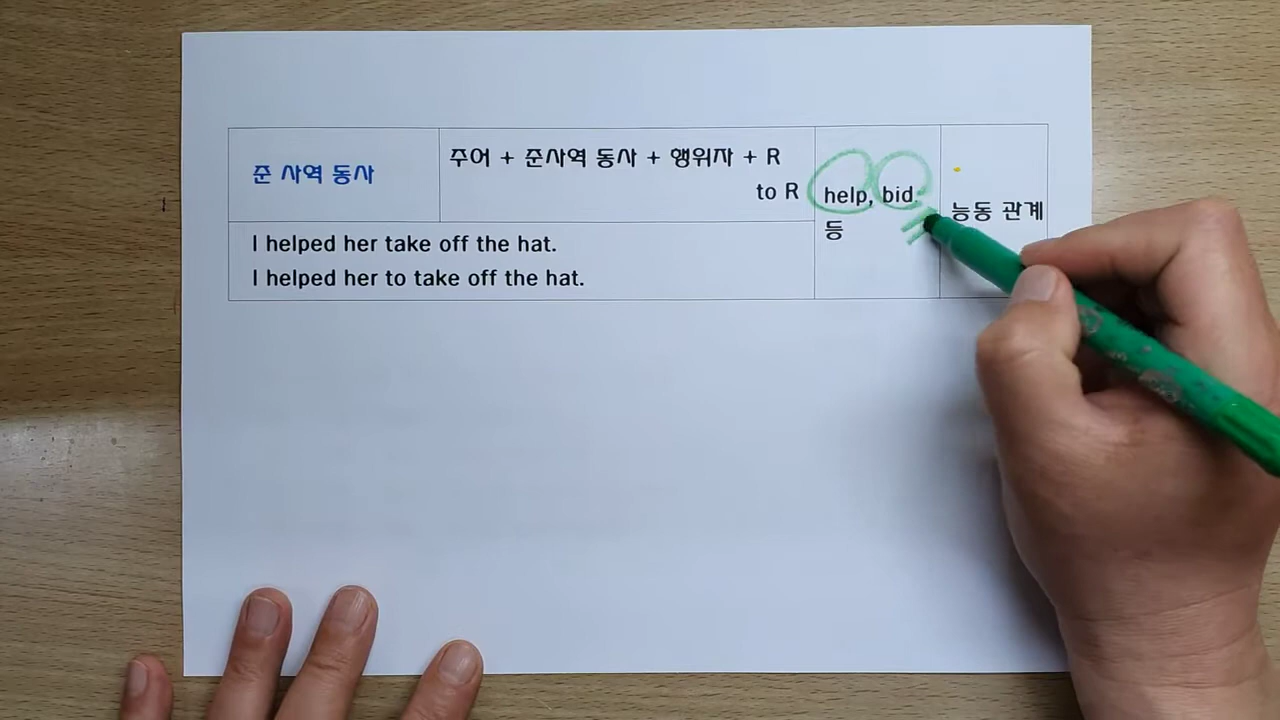 준 사역 동사
주어 + 준사역 동사 + 행위자 + R
to R
help, bid
등
능동 관계
I helped her take off the hat.
I helped her to take off the hat.